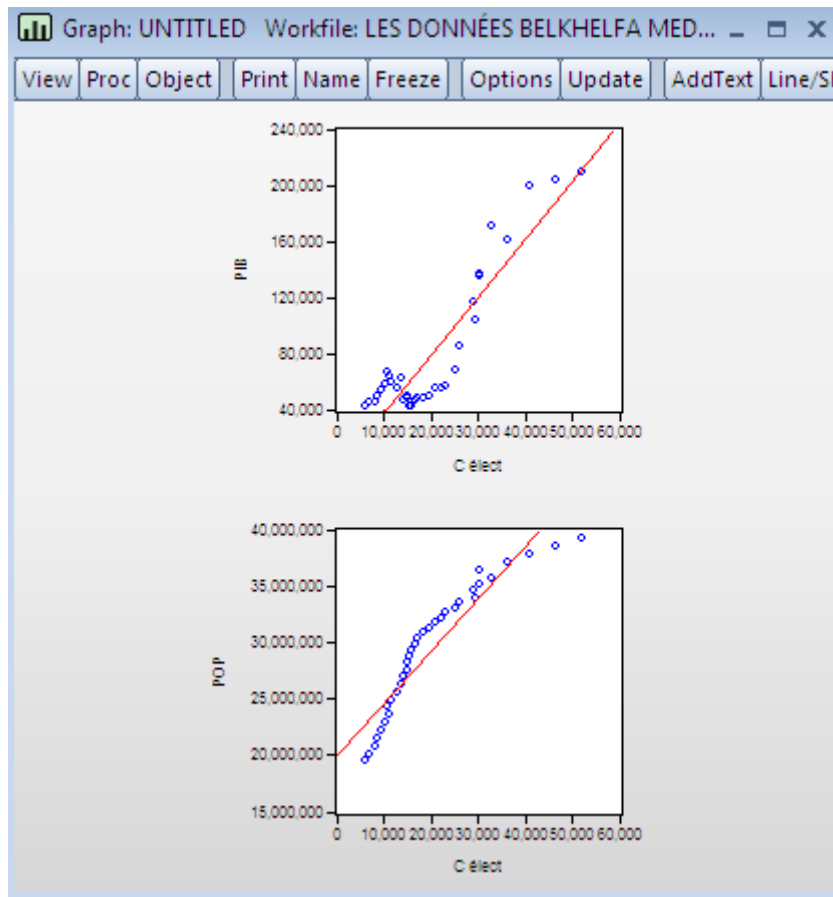 Graph: UNTITLED Workfile: LES DONNÉES BELKHELFA MED...
View Proc Object Print Name Freeze Options Update AddText Line/Sl
240,000
200,000
160,000
120,000
80,000
40,000
PIB
0 10,000 20,000 30,000 40,000 50,000 60,000
C élect
40,000,000
35,000,000
30,000,000
25,000,000
20,000,000
15,000,000
POP
0 10,000 20,000 30,000 40,000 50,000 60,000
C élect